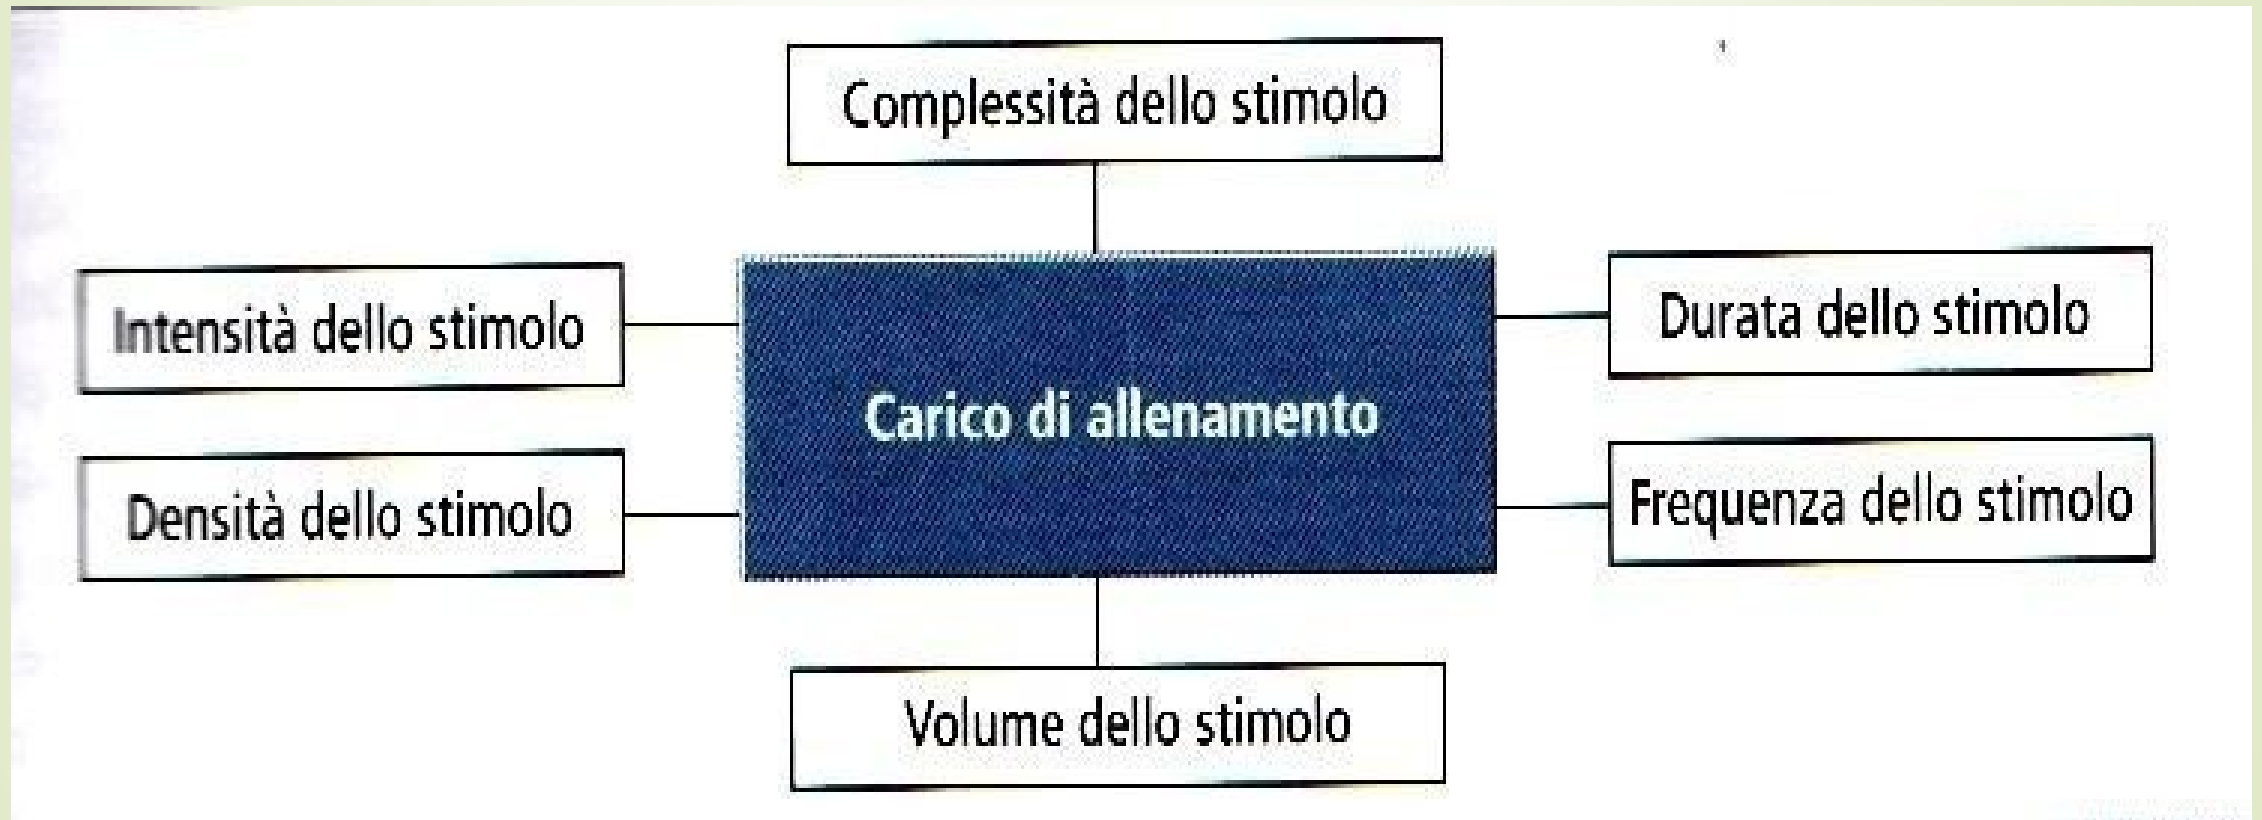 Complessità dello stimolo
Intensità dello stimolo
Durata dello stimolo
Carico di allenamento
Densità dello stimolo
Frequenza dello stimolo
Volume dello stimolo